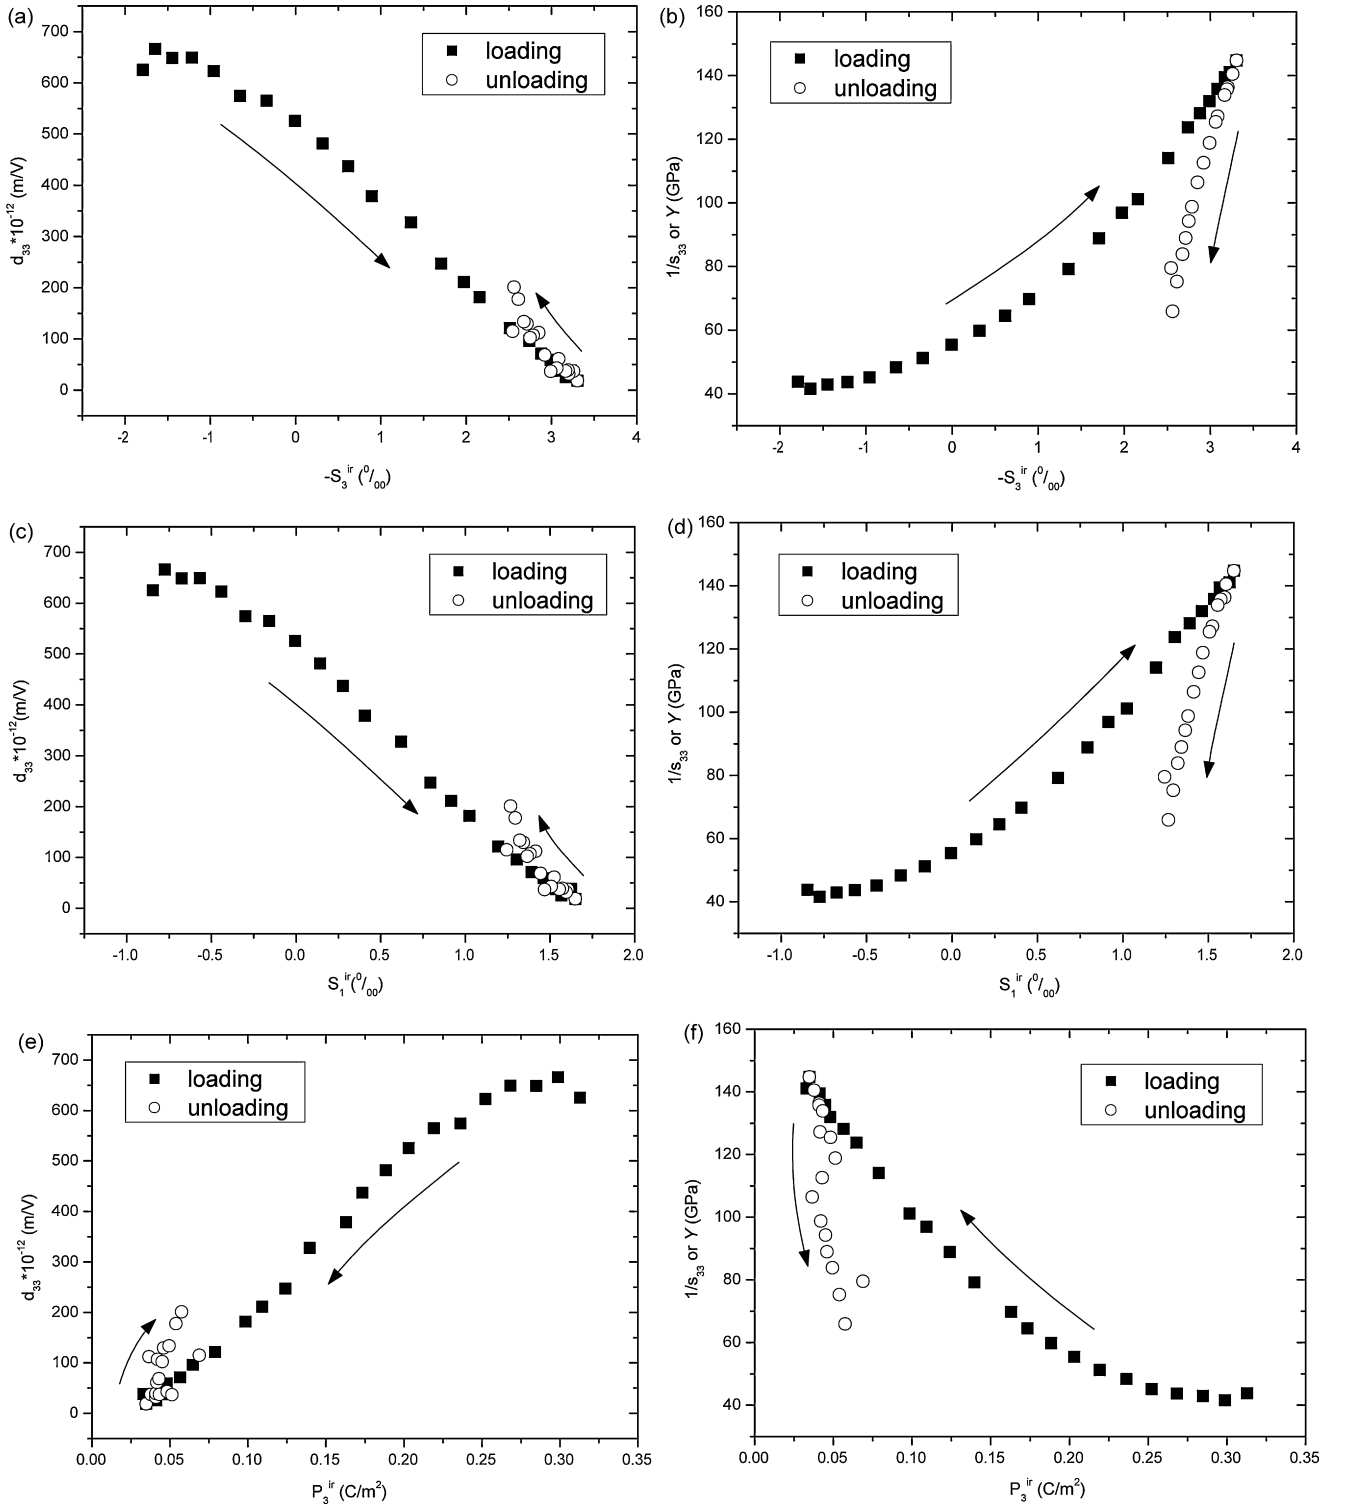 (a)
700
600
500
400
300
200
100
0
d33*10-12 (m/V)
loading
unloading
-2 -1 0 1 2 3 4
-S3ir (0/00)
(b)
160
140
120
100
80
60
40
1/s33 or Y (GPa)
loading
unloading
-2 -1 0 1 2 3 4
-S3ir (0/00)
(c)
700
600
500
400
300
200
100
0
d33*10-12(m/V)
loading
unloading
-1.0 -0.5 0.0 0.5 1.0 1.5 2.0
S1ir(0/00)
(d)
160
140
120
100
80
60
40
1/s33 or Y (GPa)
loading
unloading
-1.0 -0.5 0.0 0.5 1.0 1.5 2.0
S1ir (0/00)
(e)
700
600
500
400
300
200
100
0
d33*10-12 (m/V)
loading
unloading
0.00 0.05 0.10 0.15 0.20 0.25 0.30 0.35
P3ir (C/m2)
(f)
160
140
120
100
80
60
40
1/s33 or Y (GPa)
loading
unloading
0.00 0.05 0.10 0.15 0.20 0.25 0.30 0.35
P3ir (C/m2)